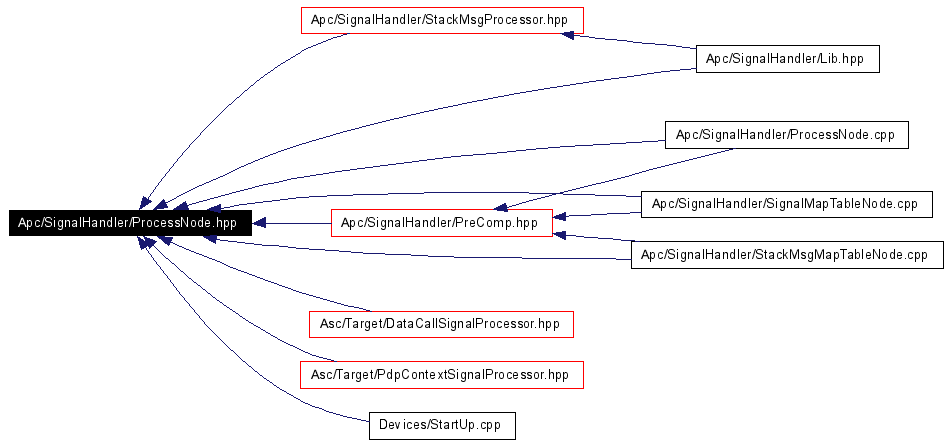 Apc/SignalHandler/StackMsgProcessor.hpp
Apc/SignalHandler/Lib.hpp
Apc/SignalHandler/ProcessNode.cpp
Apc/SignalHandler/SignalMapTableNode.cpp
Apc/SignalHandler/ProcessNode.hpp
Apc/SignalHandler/PreComp.hpp
Apc/SignalHandler/StackMsgMapTableNode.cpp
Asc/Target/DataCallSignalProcessor.hpp
Asc/Target/PdpContextSignalProcessor.hpp
Devices/StartUp.cpp